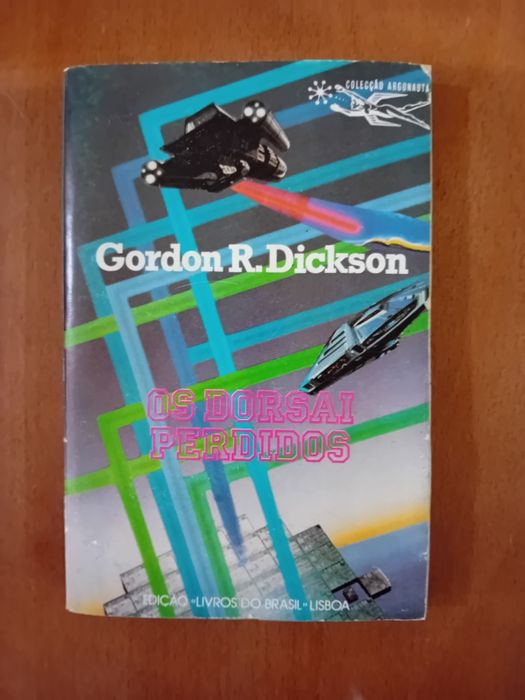 COLECÇÃO ARGONAUTA
Gordon R. Dickson
OS DORSAI
PERDIDOS
EDIÇÃO "LIVROS DO BRASIL" LISBOA